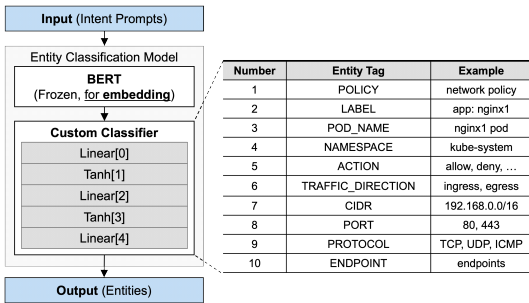 Input (Intent Prompts)
Entity Classification Model
BERT
(Frozen, for embedding)
Custom Classifier
Linear[0]
Tanh[1]
Linear[2]
Tanh[3]
Linear[4]
Output (Entities)
Number Entity Tag Example
1 POLICY network policy
2 LABEL app: nginx1
3 POD_NAME nginx1 pod
4 NAMESPACE kube-system
5 ACTION allow, deny, ...
6 TRAFFIC_DIRECTION ingress, egress
7 CIDR 192.168.0.0/16
8 PORT 80, 443
9 PROTOCOL TCP, UDP, ICMP
10 ENDPOINT endpoints